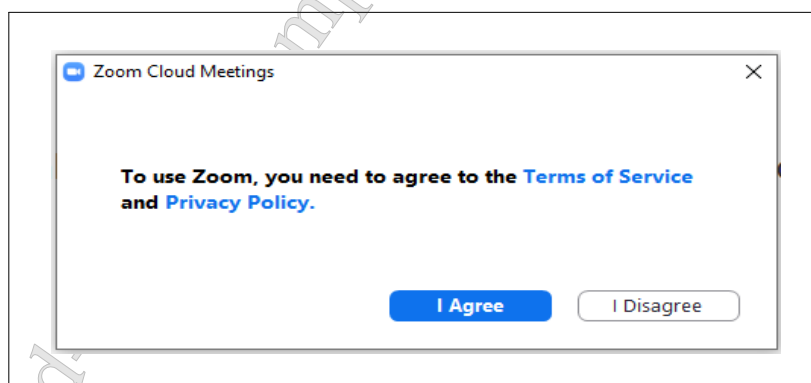 Zoom Cloud Meetings
To use Zoom, you need to agree to the Terms of Service
and Privacy Policy.
I Agree
I Disagree